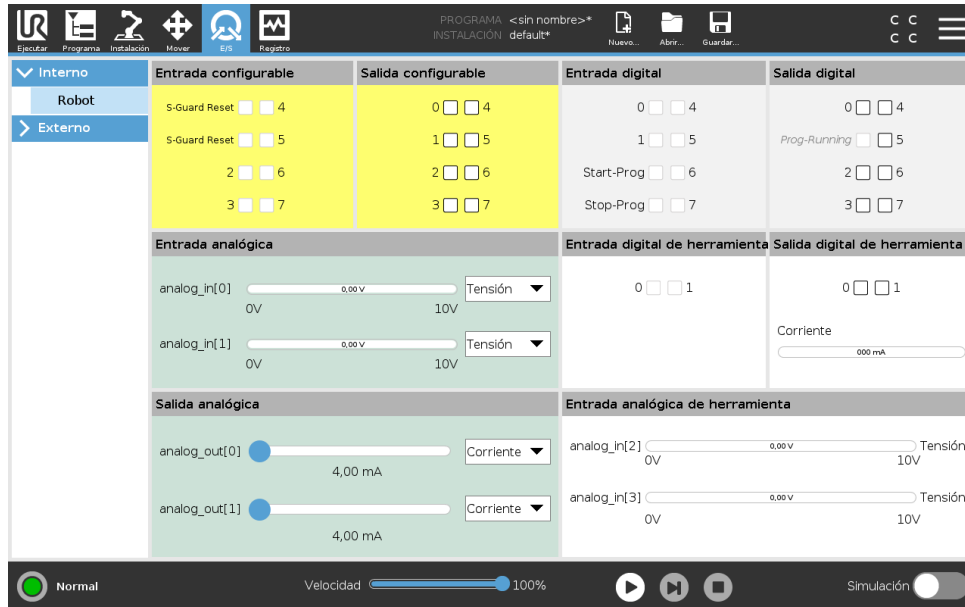 UR
PROGRAMA <sin nombre>*
INSTALACIÓN default*
C C
C C
Ejecutar Programa Instalación Mover E/S Registro Nuevo... Abrir... Guardar...
Interno
Robot
Externo
Entrada configurable
S-Guard Reset 4
S-Guard Reset 5
2 6
3 7
Salida configurable
0 4
1 5
2 6
3 7
Entrada digital
0 4
1 5
Start-Prog 6
Stop-Prog 7
Salida digital
0 4
Prog-Running 5
2 6
3 7
Entrada analógica
analog_in[0] 0,00 V Tensión
0V 10V
analog_in[1] 0,00 V Tensión
0V 10V
Entrada digital de herramienta
0 1
Salida digital de herramienta
0 1
Corriente
000 mA
Salida analógica
analog_out[0] Corriente
4,00 mA
analog_out[1] Corriente
4,00 mA
Entrada analógica de herramienta
analog_in[2] 0,00 V Tensión
0V 10V
analog_in[3] 0,00 V Tensión
0V 10V
Normal
Velocidad 100%
Simulación